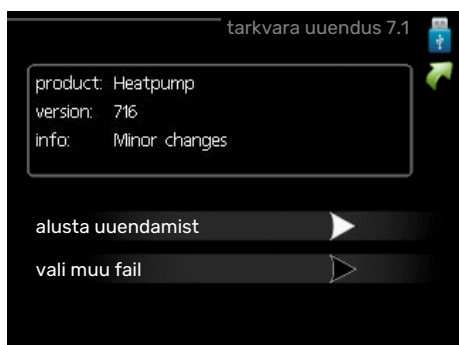 tarkvara uuendus 7.1
product: Heatpump
version: 716
info: Minor changes
alusta uuendamist
vali muu fail